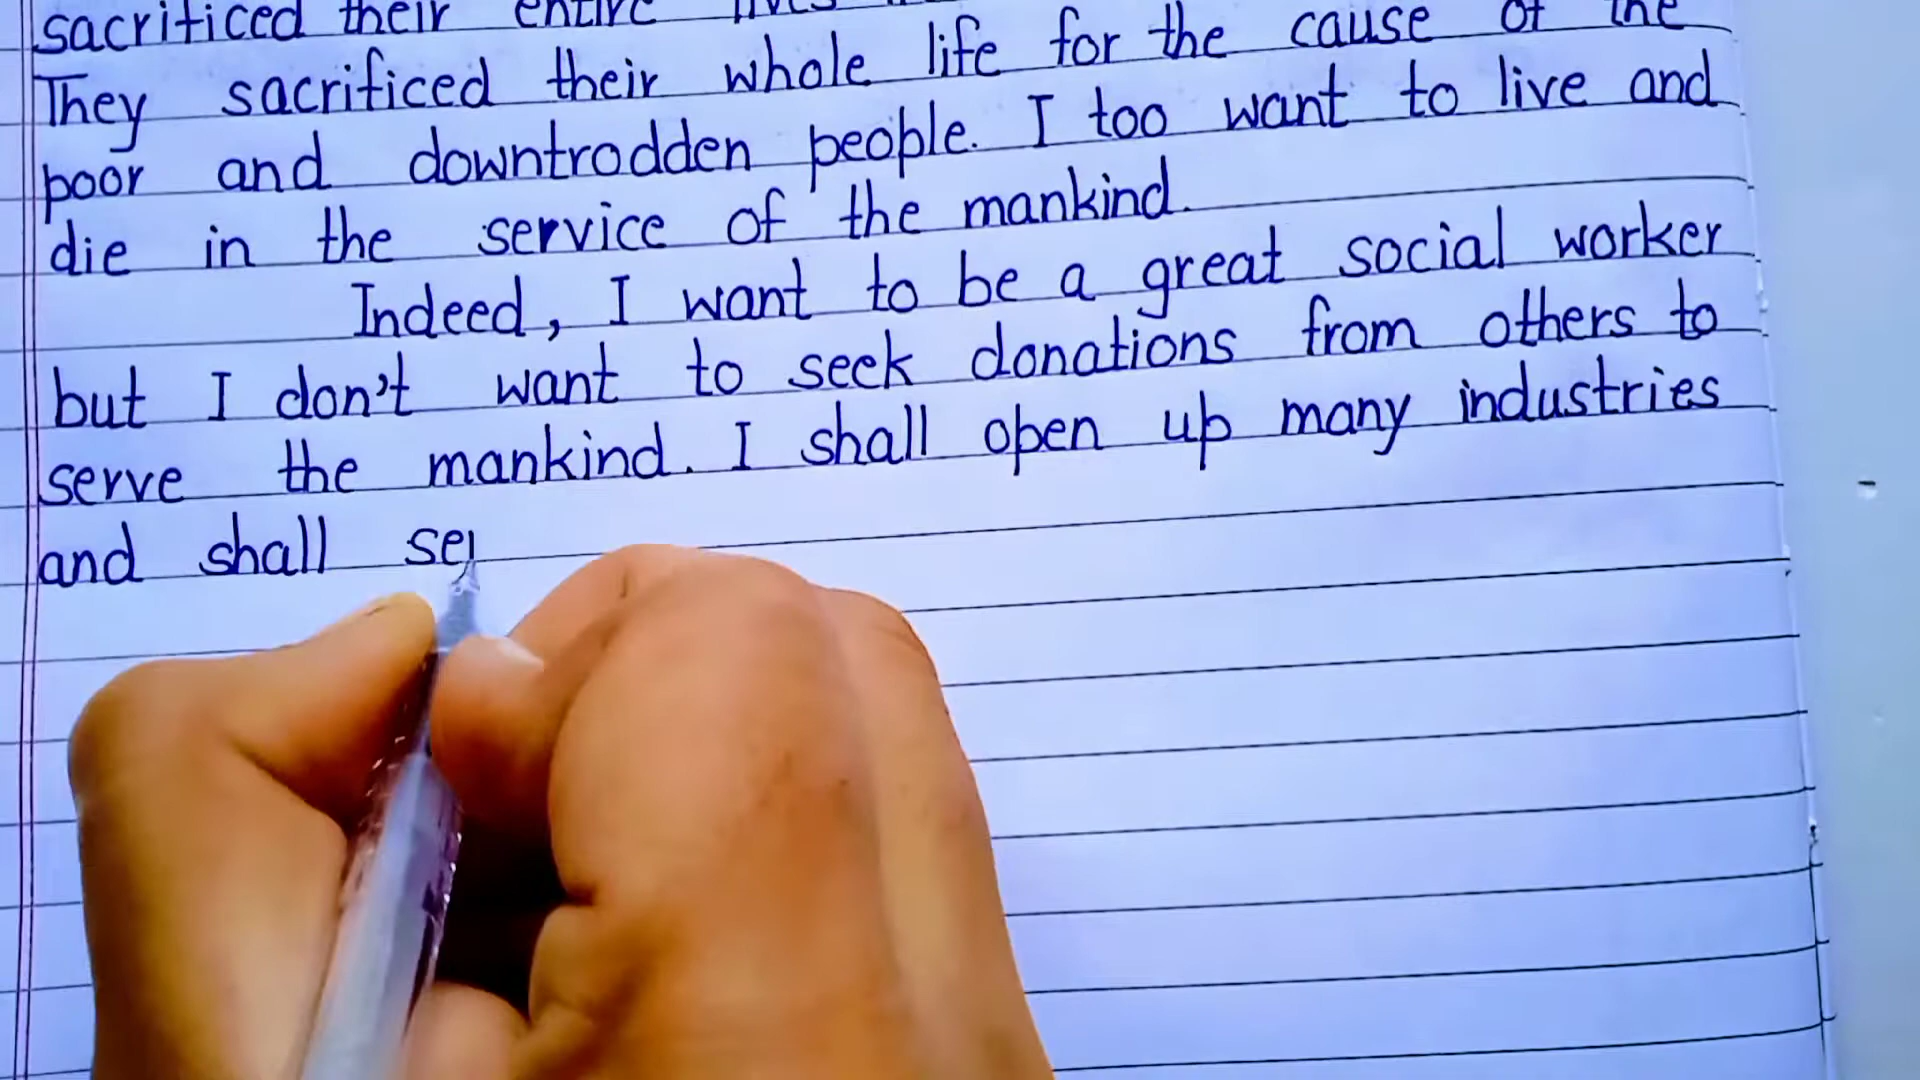 sacrificed their entire lives
They sacrificed their whole life for the cause of the
poor and downtrodden people. I too want to live and
die in the service of the mankind.
Indeed, I want to be a great social worker
but I don't want to seek donations from others to
serve the mankind. I shall open up many industries
and shall se